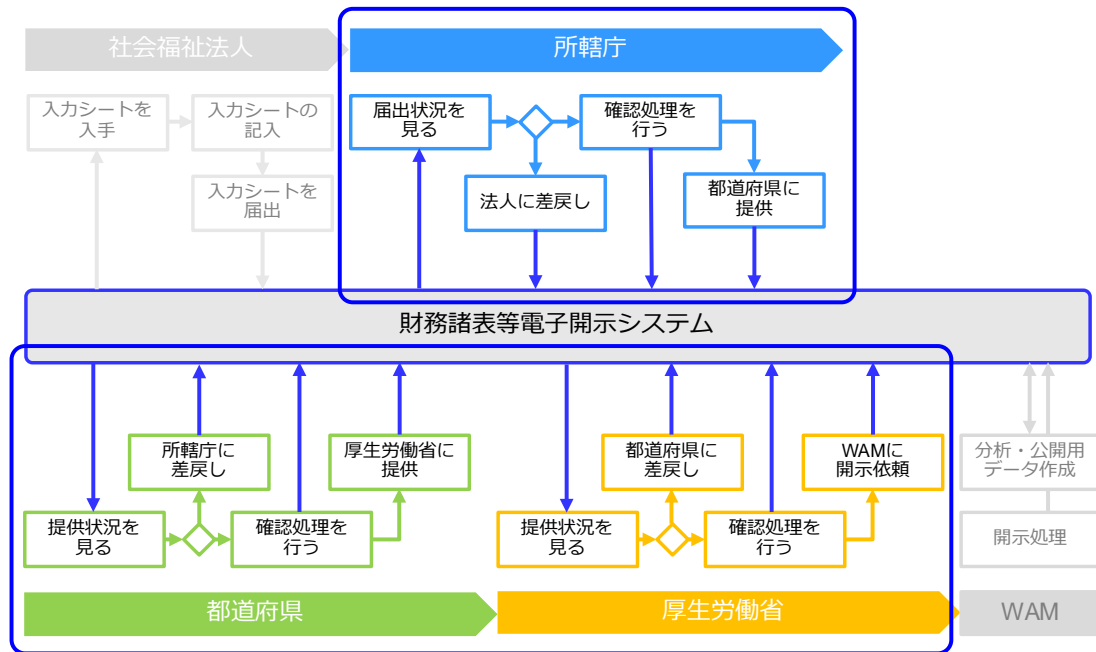 社会福祉法人
所轄庁
入力シートを
入手
入力シートの
記入
入力シートを
届出
届出状況を
見る
確認処理を
行う
法人に差戻し
都道府県に
提供
財務諸表等電子開示システム
所轄庁に
差戻し
厚生労働省に
提供
提供状況を
見る
確認処理を
行う
都道府県に
差戻し
WAMに
開示依頼
提供状況を
見る
確認処理を
行う
分析・公開用
データ作成
開示処理
都道府県
厚生労働省
WAM